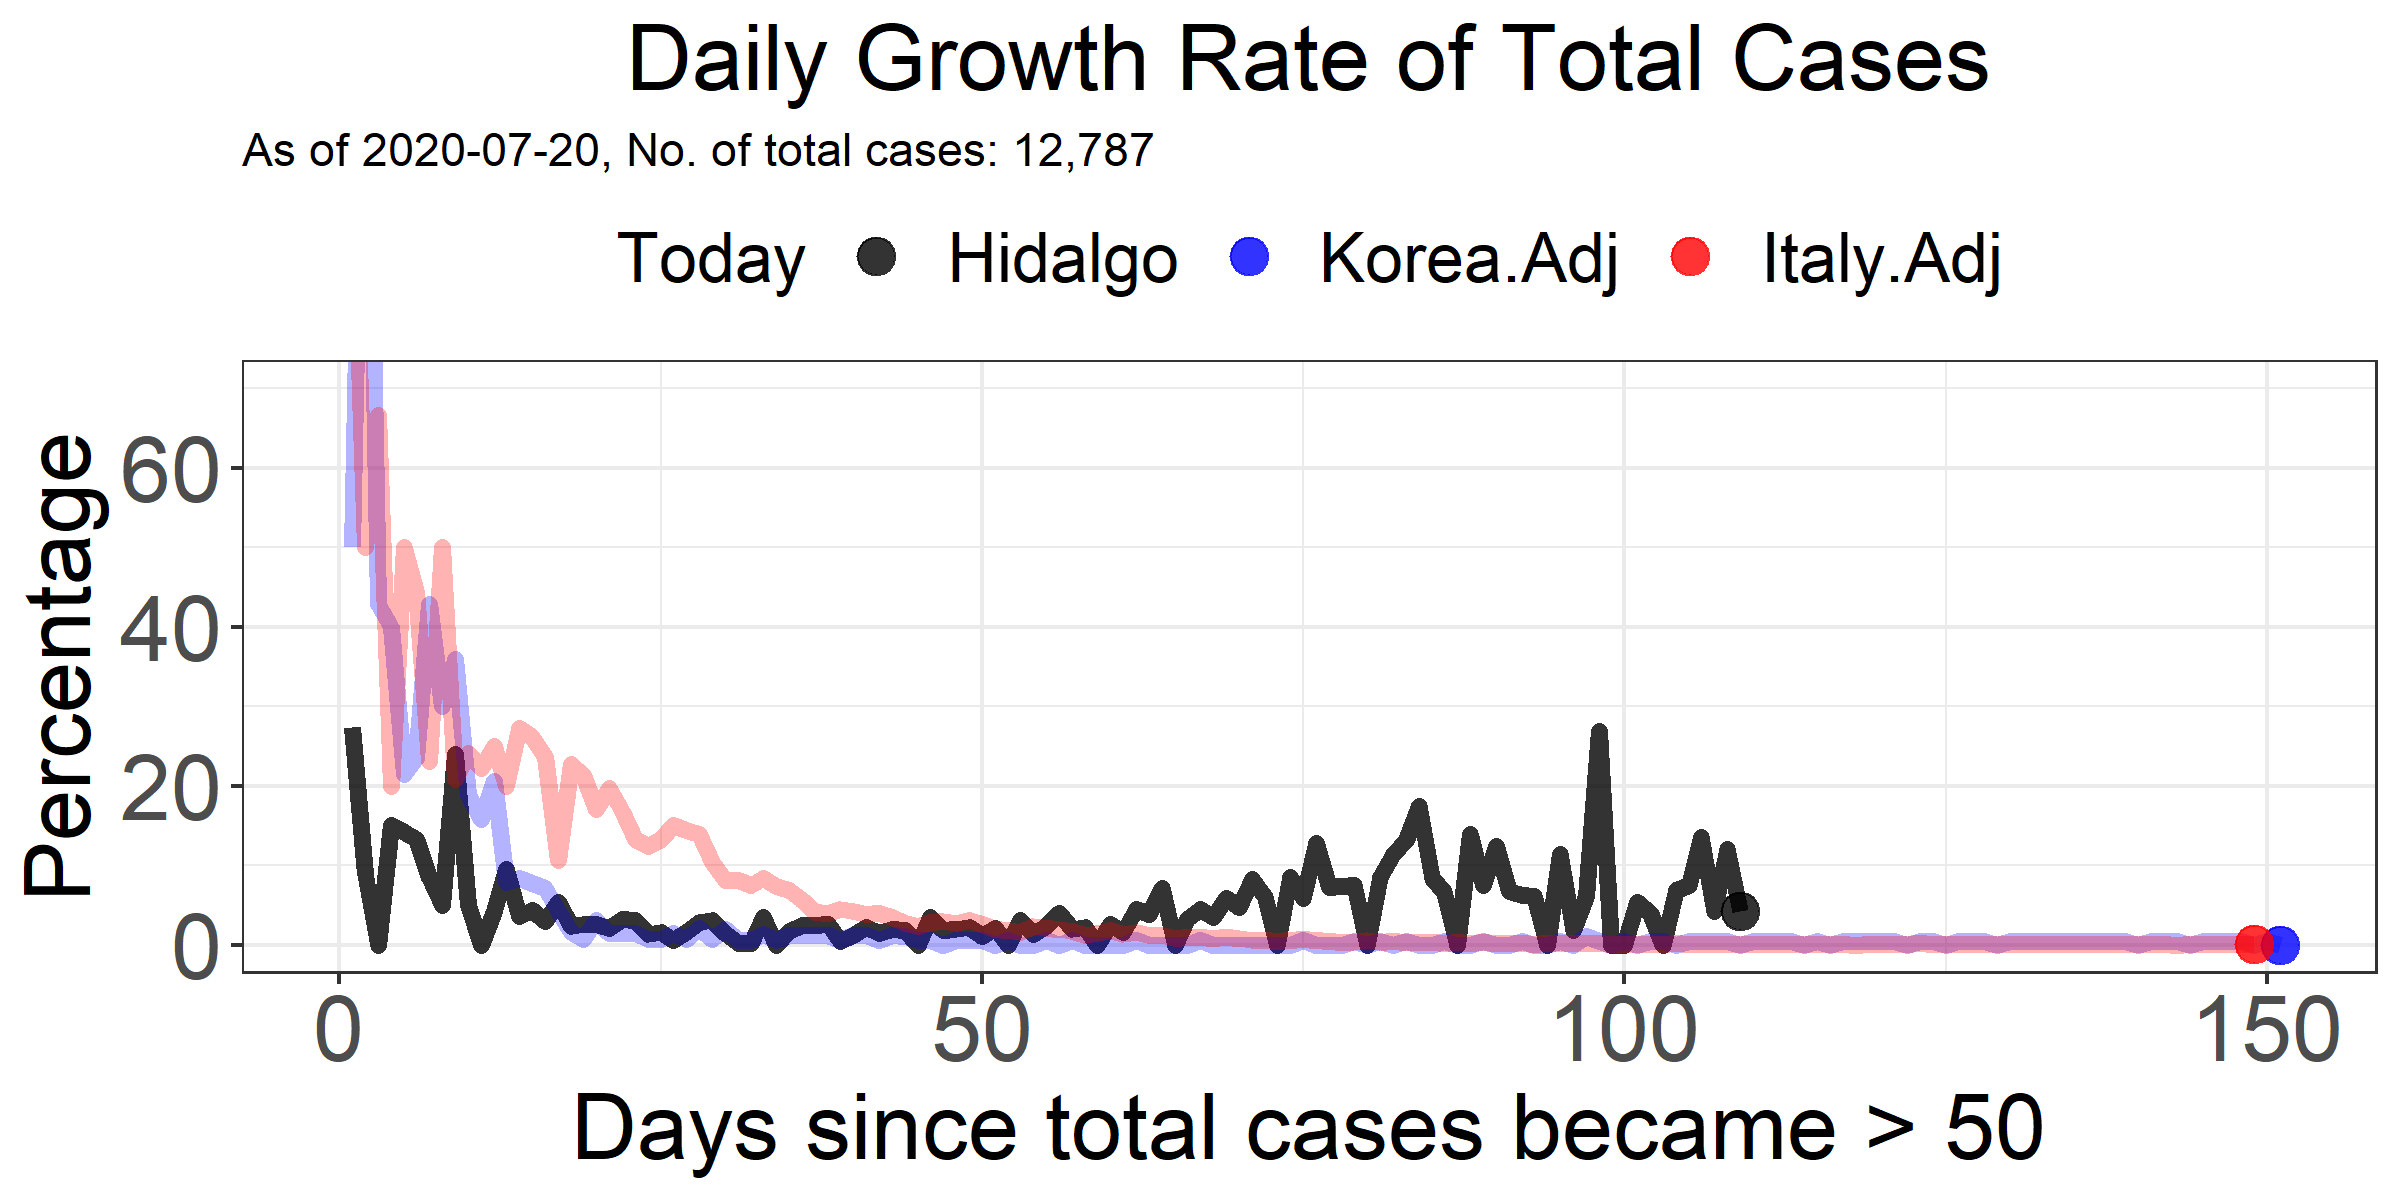 Daily Growth Rate of Total Cases
As of 2020-07-20, No. of total cases: 12,787
Today Hidalgo Korea.Adj Italy.Adj
Percentage
60
40
20
0
0 50 100 150
Days since total cases became > 50